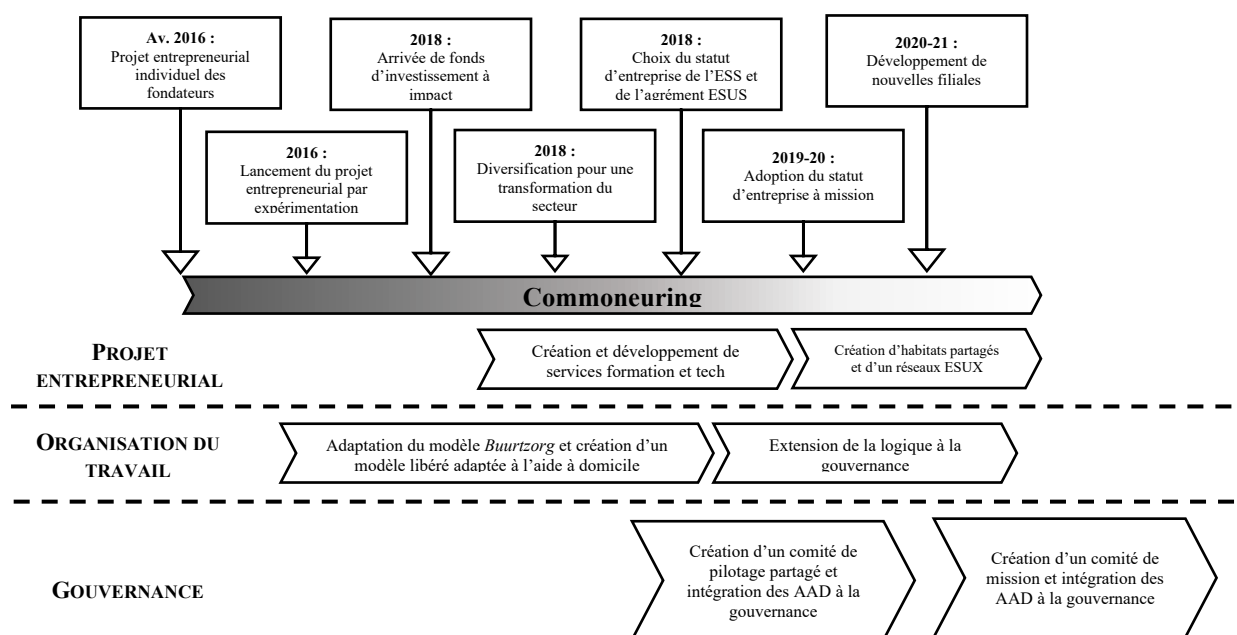 Av. 2016 :
Projet entrepreneurial
individuel des
fondateurs
2018 :
Arrivée de fonds
d'investissement à
impact
2018 :
Choix du statut
d'entreprise de l'ESS et
de l'agrément ESUS
2020-21 :
Développement de
nouvelles filiales
2016 :
Lancement du projet
entrepreneurial par
expérimentation
2018 :
Diversification pour une
transformation du
secteur
2019-20 :
Adoption du statut
d'entreprise à mission
Commoneuring
PROJET
ENTREPRENEURIAL
Création et développement de
services formation et tech
Création d'habitats partagés
et d'un réseaux ESUX
ORGANISATION DU
TRAVAIL
Adaptation du modèle Buurtzorg et création d'un
modèle libéré adaptée à l'aide à domicile
Extension de la logique à la
gouvernance
GOUVERNANCE
Création d'un comité de
pilotage partagé et
intégration des AAD à la
gouvernance
Création d'un comité de
mission et intégration des
AAD à la gouvernance